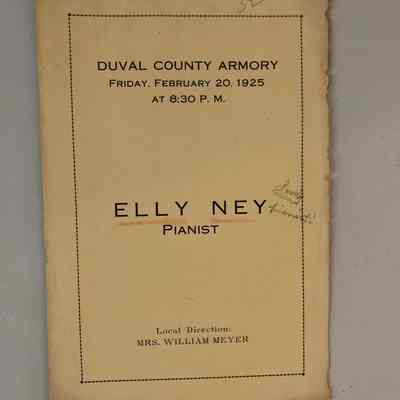 DUVAL COUNTY ARMORY
FRIDAY, FEBRUARY 20, 1925
AT 8:30 P. M.
ELLY NEY
PIANIST
Local Direction:
MRS. WILLIAM MEYER